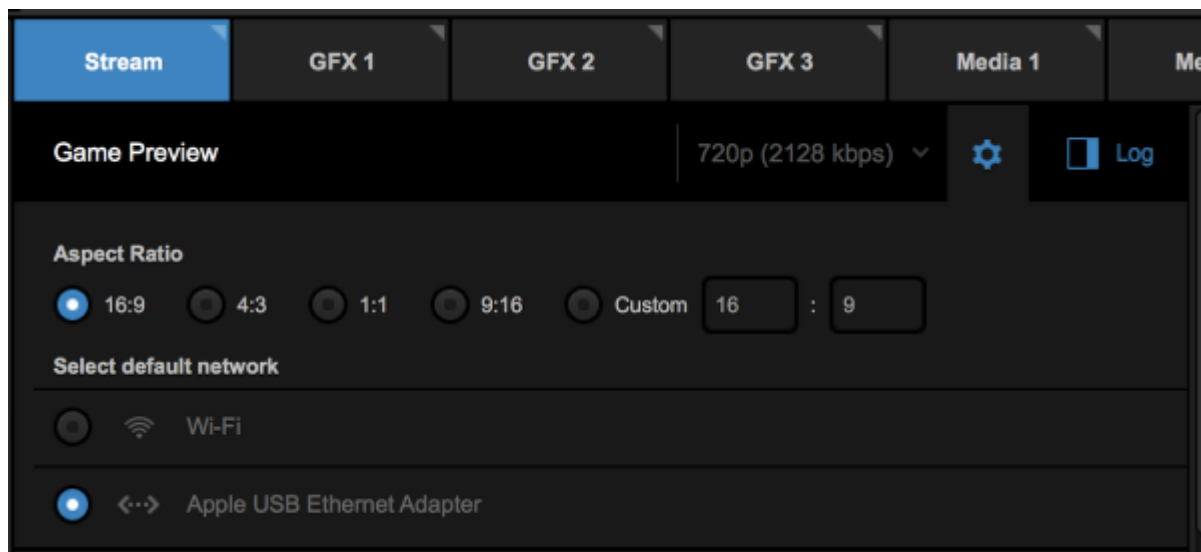 Stream GFX 1 GFX 2 GFX 3 Media 1
Game Preview 720p (2128 kbps) Log
Aspect Ratio
16:9 4:3 1:1 9:16 Custom 16 : 9
Select default network
Wi-Fi
Apple USB Ethernet Adapter